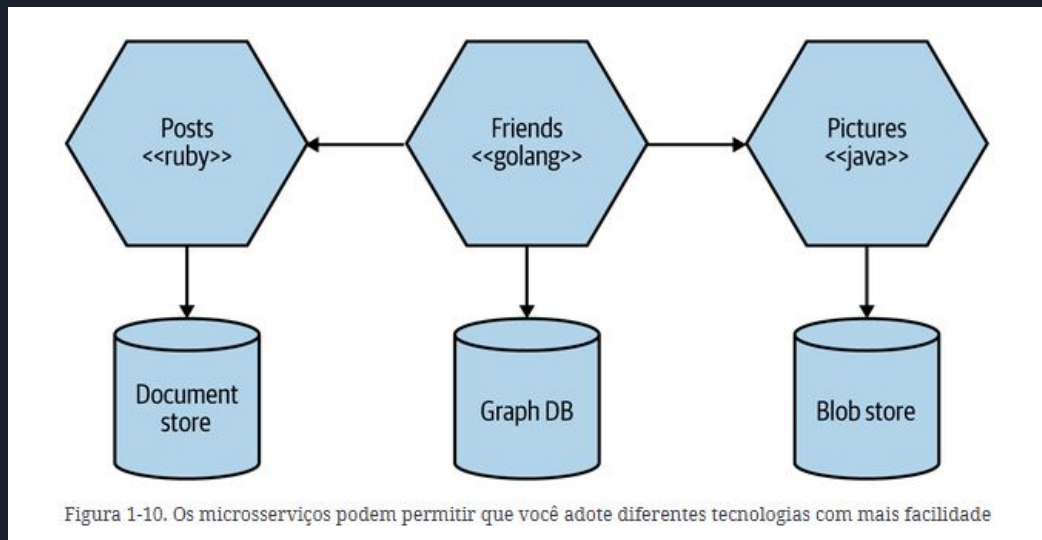 Posts
<<ruby>>
Friends
<<golang>>
Pictures
<<java>>
Document
store
Graph DB
Blob store
Figura 1-10. Os microsserviços podem permitir que você adote diferentes tecnologias com mais facilidade